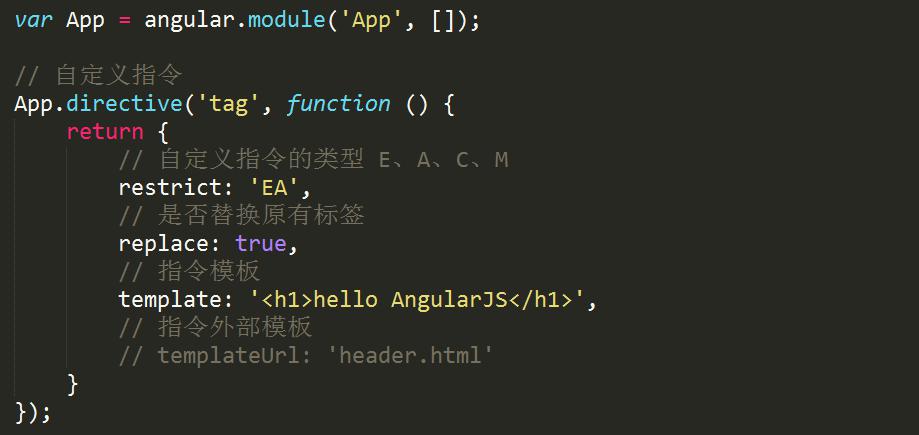 var App = angular.module('App', []);
// 自定义指令
App.directive('tag', function () {
    return {
        // 自定义指令的类型 E、A、C、M
        restrict: 'EA',
        // 是否替换原有标签
        replace: true,
        // 指令模板
        template: '<h1>hello AngularJS</h1>',
        // 指令外部模板
        // templateUrl: 'header.html'
    }
});